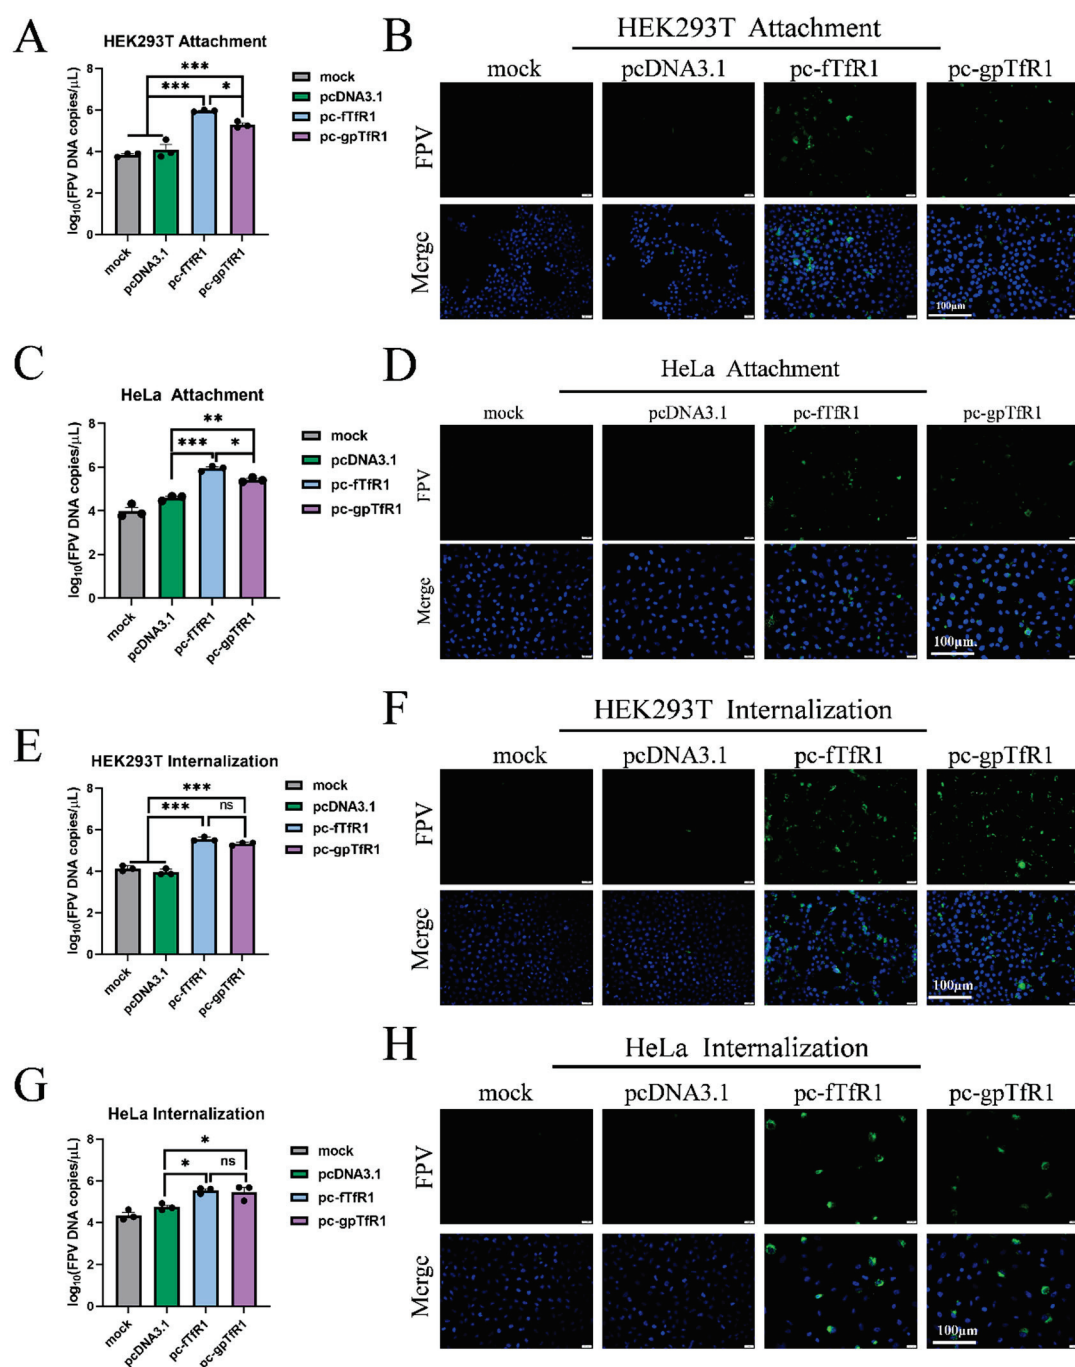 A
HEK293T Attachment
log10(FPV DNA copies/μL)
8
6
4
2
0
***
***
*
mock
pcDNA3.1
pc-fTfR1
pc-gpTfR1
mock
pcDNA3.1
pc-fTfR1
pc-gpTfR1
B
HEK293T Attachment
mock pcDNA3.1 pc-fTfR1 pc-gpTfR1
FPV
Merge
100μm
C
HeLa Attachment
log10(FPV DNA copies/μL)
8
6
4
2
0
**
***
*
mock
pcDNA3.1
pc-fTfR1
pc-gpTfR1
mock
pcDNA3.1
pc-fTfR1
pc-gpTfR1
D
HeLa Attachment
mock pcDNA3.1 pc-fTfR1 pc-gpTfR1
FPV
Merge
100μm
E
HEK293T Internalization
log10(FPV DNA copies/μL)
8
6
4
2
0
***
***
ns
mock
pcDNA3.1
pc-fTfR1
pc-gpTfR1
mock
pcDNA3.1
pc-fTfR1
pc-gpTfR1
F
HEK293T Internalization
mock pcDNA3.1 pc-fTfR1 pc-gpTfR1
FPV
Merge
100μm
G
HeLa Internalization
log10(FPV DNA copies/μL)
8
6
4
2
0
*
*
ns
mock
pcDNA3.1
pc-fTfR1
pc-gpTfR1
mock
pcDNA3.1
pc-fTfR1
pc-gpTfR1
H
HeLa Internalization
mock pcDNA3.1 pc-fTfR1 pc-gpTfR1
FPV
Merge
100μm